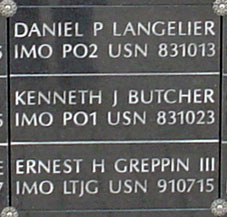 DANIEL P LANGELIER
IMO PO2 USN 831013
KENNETH J BUTCHER
IMO PO1 USN 831023
ERNEST H GREPPIN III
IMO LTJG USN 910715